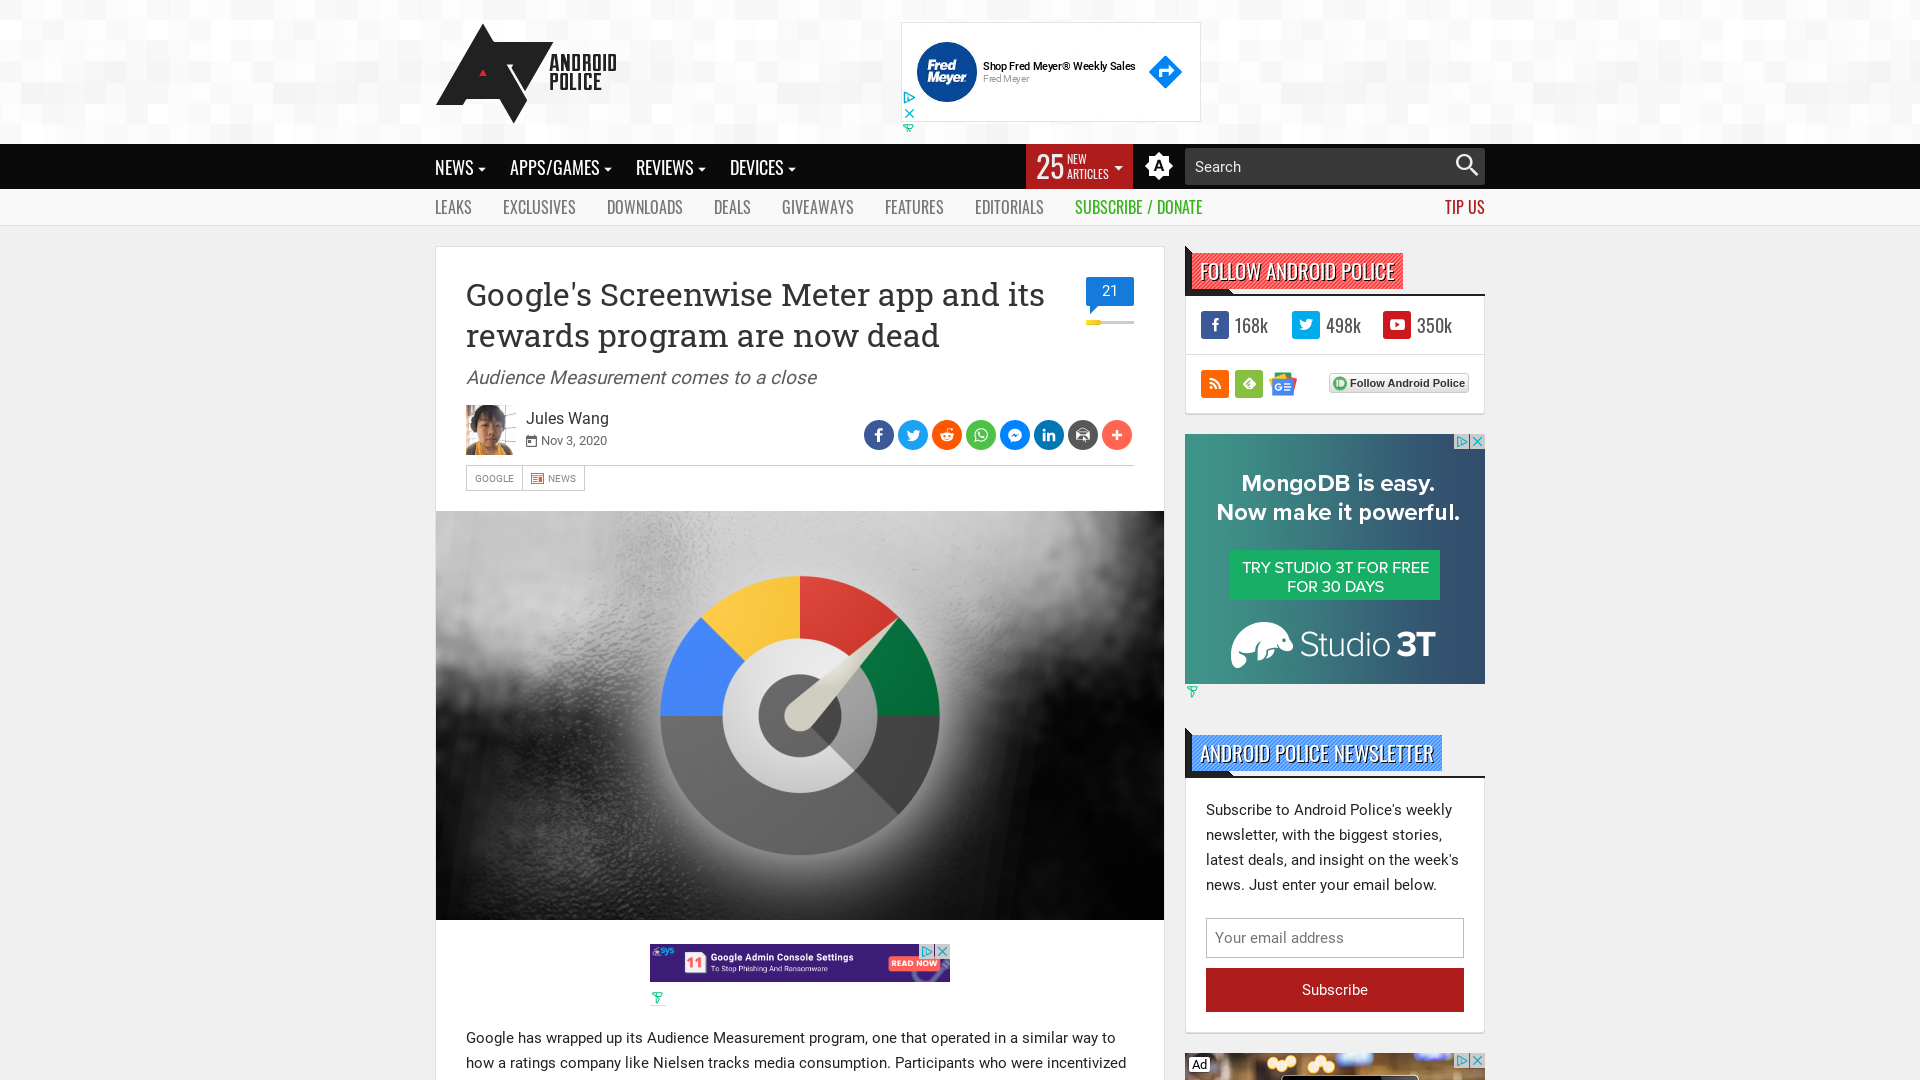 ANDROID
POLICE
Fred
Meyer
Shop Fred Meyer® Weekly Sales
Fred Meyer
NEWS
APPS/GAMES
REVIEWS
DEVICES
25 NEW
ARTICLES
A
Search
LEAKS
EXCLUSIVES
DOWNLOADS
DEALS
GIVEAWAYS
FEATURES
EDITORIALS
SUBSCRIBE / DONATE
TIP US
Google's Screenwise Meter app and its
rewards program are now dead
21
Audience Measurement comes to a close
Jules Wang
Nov 3, 2020
GOOGLE
NEWS
sys
11
Google Admin Console Settings
To Stop Phishing And Ransomware
READ NOW
Google has wrapped up its Audience Measurement program, one that operated in a similar way to
how a ratings company like Nielsen tracks media consumption. Participants who were incentivized
FOLLOW ANDROID POLICE
168k
498k
350k
Follow Android Police
MongoDB is easy.
Now make it powerful.
TRY STUDIO 3T FOR FREE
FOR 30 DAYS
Studio 3T
ANDROID POLICE NEWSLETTER
Subscribe to Android Police's weekly
newsletter, with the biggest stories,
latest deals, and insight on the week's
news. Just enter your email below.
Your email address
Subscribe
Ad